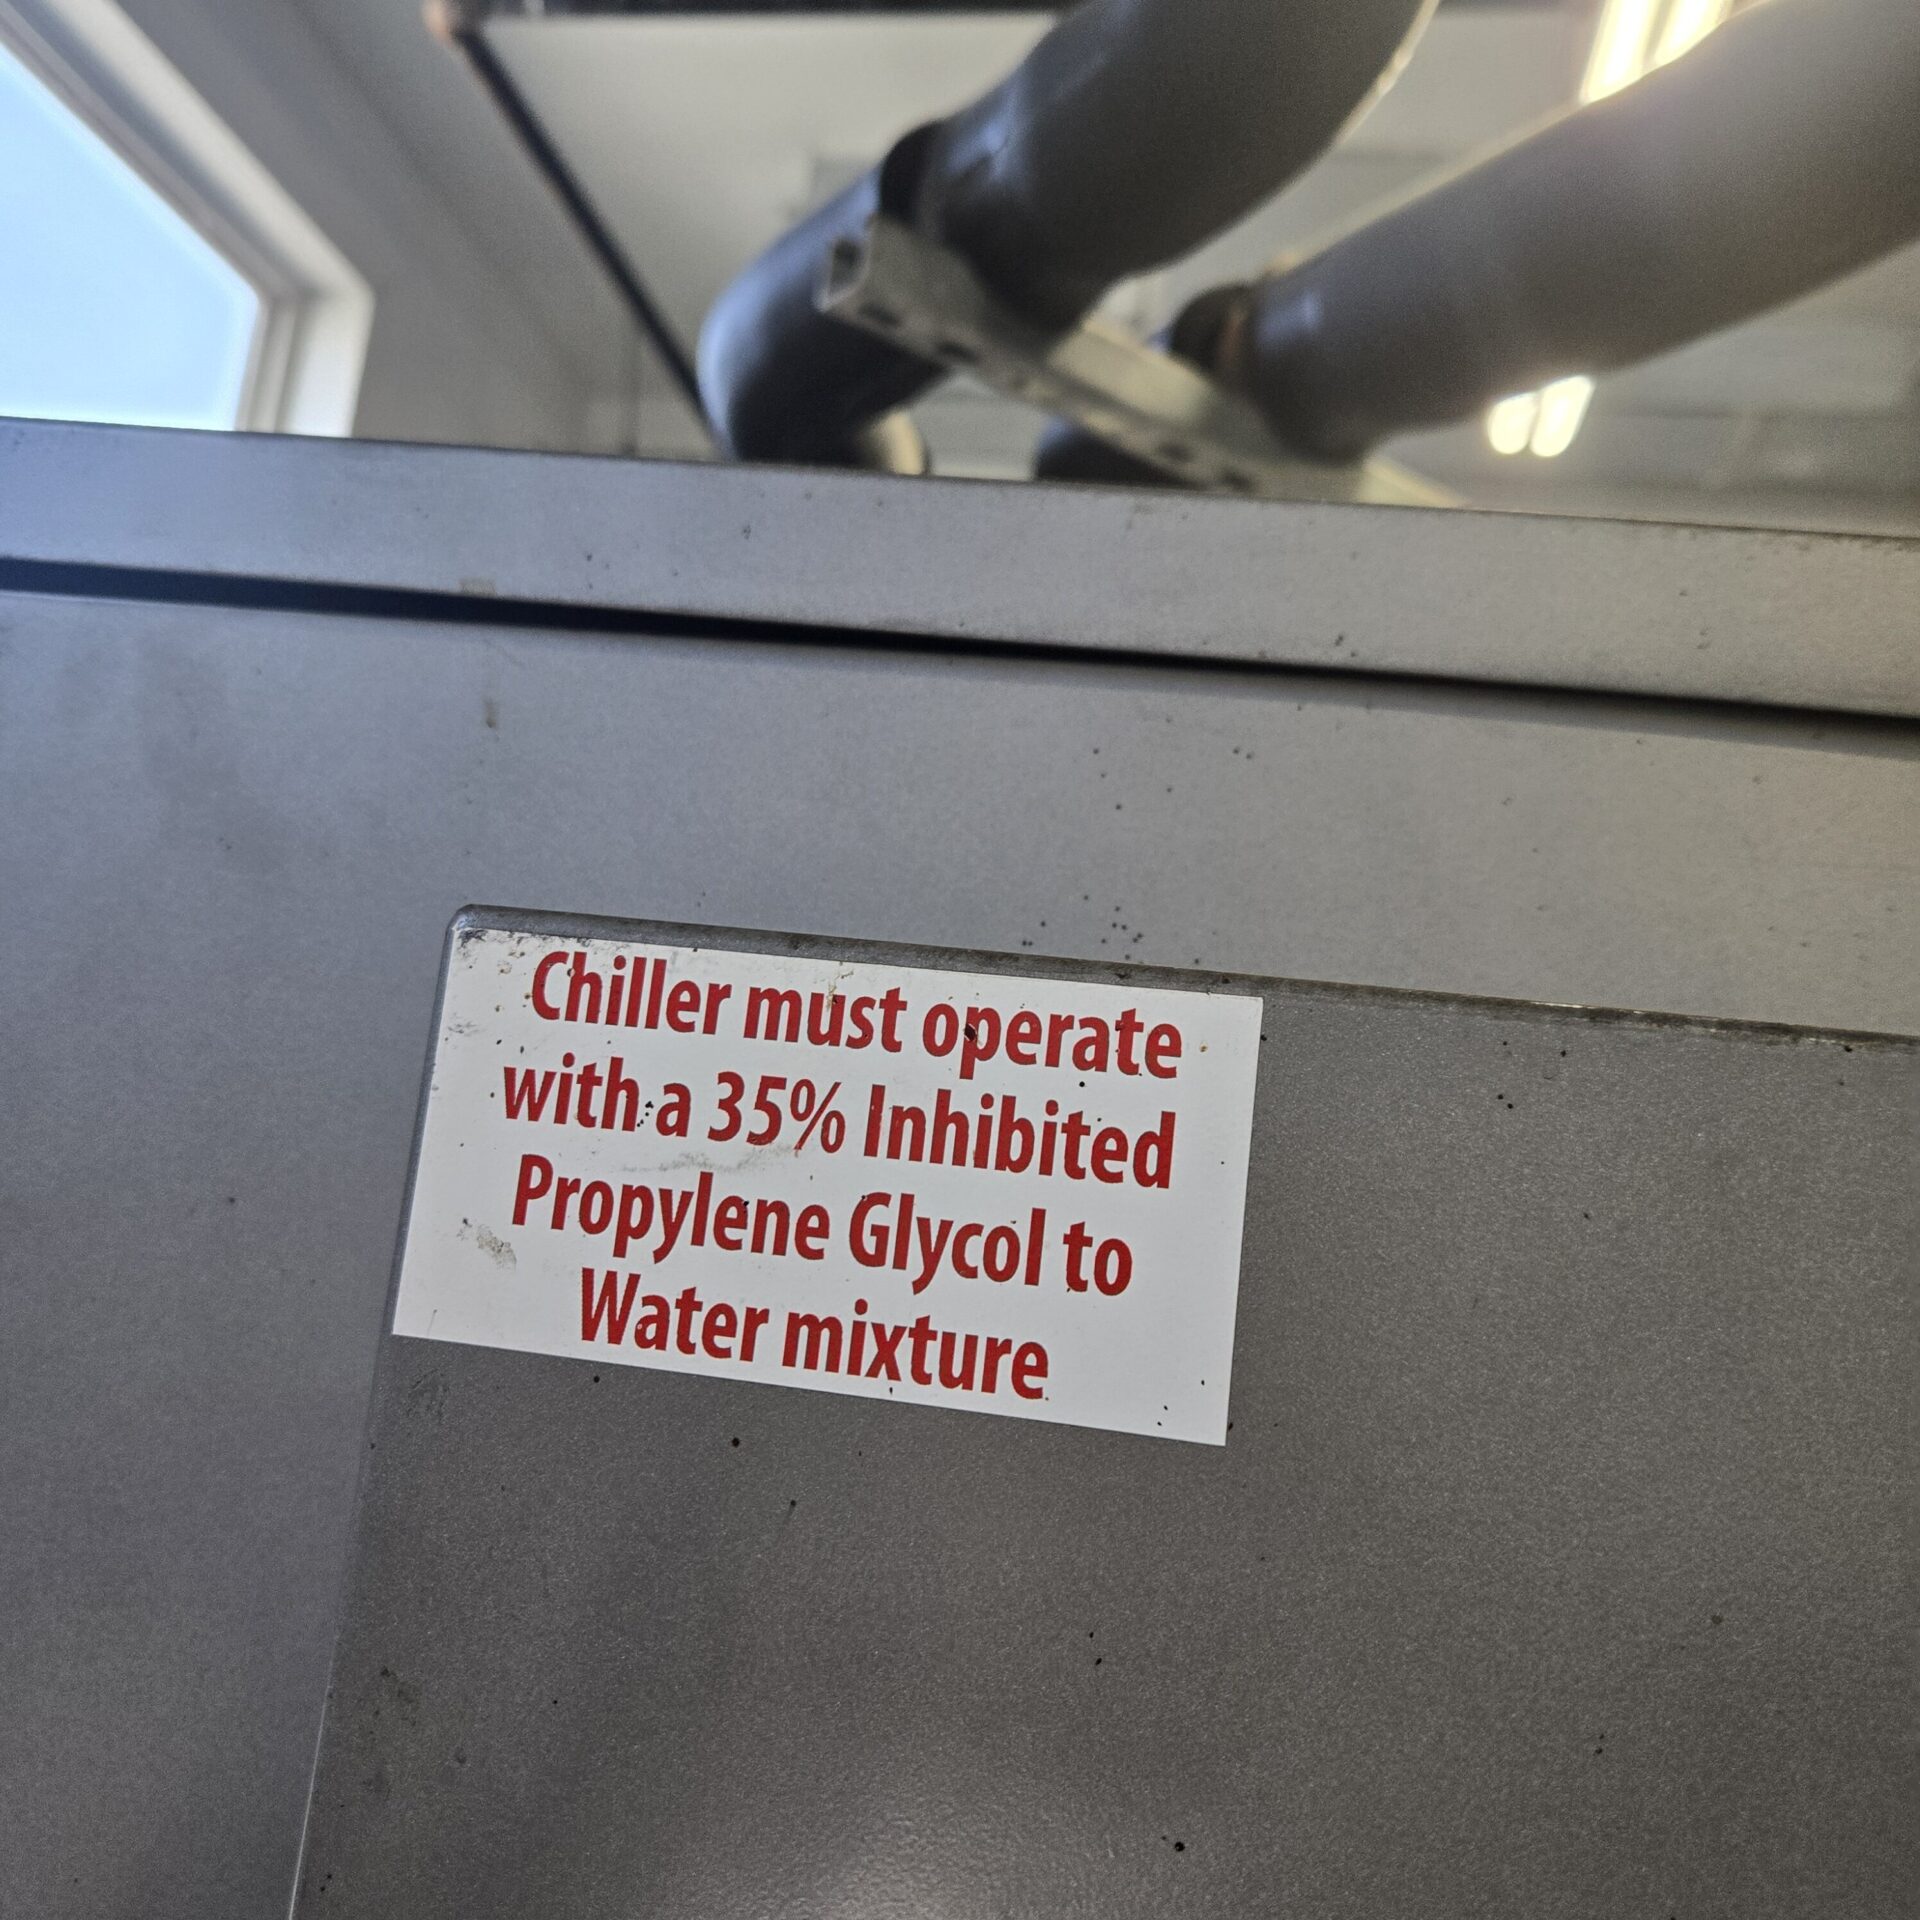 Chiller must operate
with a 35% Inhibited
Propylene Glycol to
Water mixture